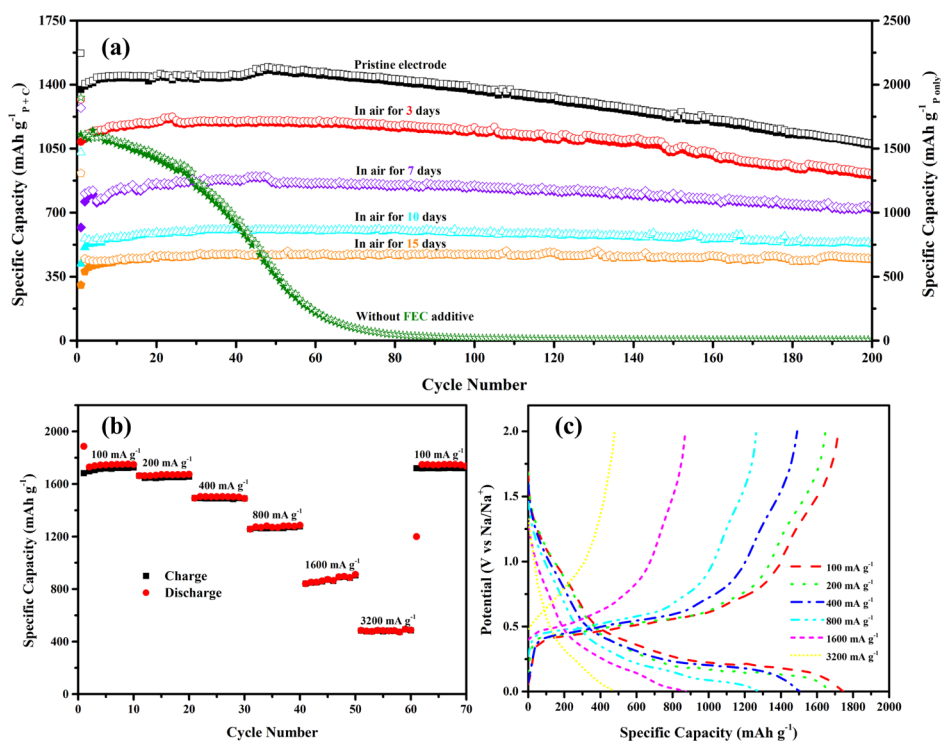 (a)
Specific Capacity (mAh g⁻¹ P + C)
1750
1400
1050
700
350
0
Pristine electrode
In air for 3 days
In air for 7 days
In air for 10 days
In air for 15 days
Without FEC additive
2500
2000
1500
1000
500
0
Specific Capacity (mAh g⁻¹ P only)
0 20 40 60 80 100 120 140 160 180 200
Cycle Number
(b)
Specific Capacity (mAh g⁻¹)
2000
1600
1200
800
400
0
100 mA g⁻¹
200 mA g⁻¹
400 mA g⁻¹
800 mA g⁻¹
1600 mA g⁻¹
3200 mA g⁻¹
100 mA g⁻¹
Charge
Discharge
0 10 20 30 40 50 60 70
Cycle Number
(c)
Potential (V vs Na/Na⁺)
2.0
1.5
1.0
0.5
0.0
100 mA g⁻¹
200 mA g⁻¹
400 mA g⁻¹
800 mA g⁻¹
1600 mA g⁻¹
3200 mA g⁻¹
0 200 400 600 800 1000 1200 1400 1600 1800 2000
Specific Capacity (mAh g⁻¹)